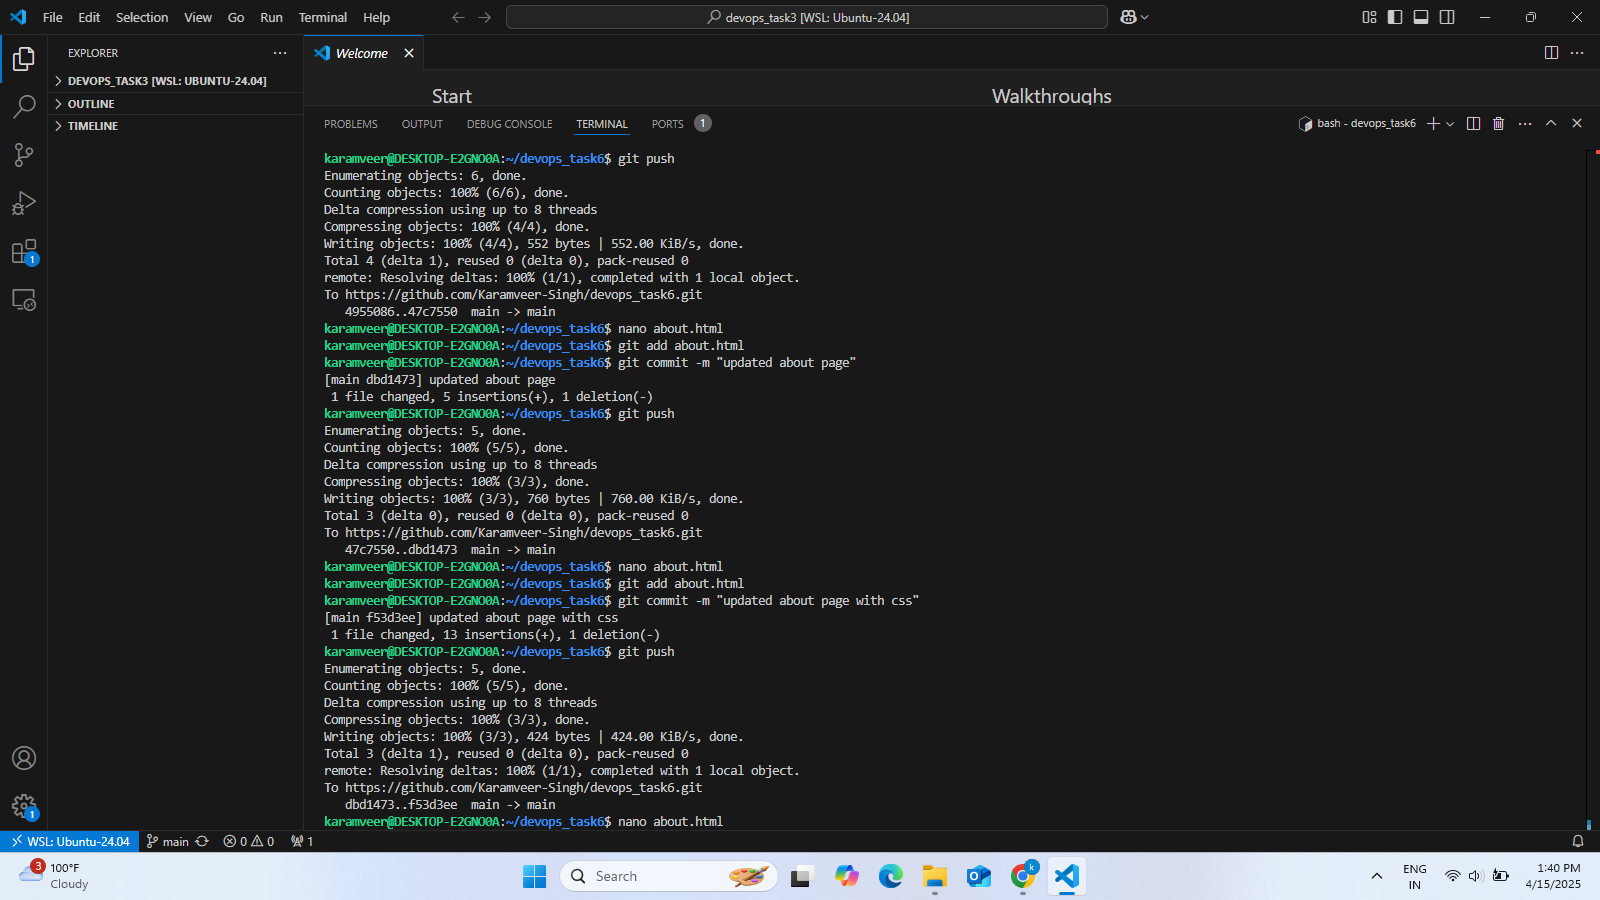 File Edit Selection View Go Run Terminal Help
devops_task3 [WSL: Ubuntu-24.04]
EXPLORER
DEVOPS_TASK3 [WSL: UBUNTU-24.04]
OUTLINE
TIMELINE
Welcome
Start
Walkthroughs
PROBLEMS OUTPUT DEBUG CONSOLE TERMINAL PORTS 1
bash - devops_task6
karamveer@DESKTOP-E2GNO0A:~/devops_task6$ git push
Enumerating objects: 6, done.
Counting objects: 100% (6/6), done.
Delta compression using up to 8 threads
Compressing objects: 100% (4/4), done.
Writing objects: 100% (4/4), 552 bytes | 552.00 KiB/s, done.
Total 4 (delta 1), reused 0 (delta 0), pack-reused 0
remote: Resolving deltas: 100% (1/1), completed with 1 local object.
To https://github.com/Karamveer-Singh/devops_task6.git
4955086..47c7550 main -> main
karamveer@DESKTOP-E2GNO0A:~/devops_task6$ nano about.html
karamveer@DESKTOP-E2GNO0A:~/devops_task6$ git add about.html
karamveer@DESKTOP-E2GNO0A:~/devops_task6$ git commit -m "updated about page"
[main dbd1473] updated about page
1 file changed, 5 insertions(+), 1 deletion(-)
karamveer@DESKTOP-E2GNO0A:~/devops_task6$ git push
Enumerating objects: 5, done.
Counting objects: 100% (5/5), done.
Delta compression using up to 8 threads
Compressing objects: 100% (3/3), done.
Writing objects: 100% (3/3), 760 bytes | 760.00 KiB/s, done.
Total 3 (delta 0), reused 0 (delta 0), pack-reused 0
To https://github.com/Karamveer-Singh/devops_task6.git
47c7550..dbd1473 main -> main
karamveer@DESKTOP-E2GNO0A:~/devops_task6$ nano about.html
karamveer@DESKTOP-E2GNO0A:~/devops_task6$ git add about.html
karamveer@DESKTOP-E2GNO0A:~/devops_task6$ git commit -m "updated about page with css"
[main f53d3ee] updated about page with css
1 file changed, 13 insertions(+), 1 deletion(-)
karamveer@DESKTOP-E2GNO0A:~/devops_task6$ git push
Enumerating objects: 5, done.
Counting objects: 100% (5/5), done.
Delta compression using up to 8 threads
Compressing objects: 100% (3/3), done.
Writing objects: 100% (3/3), 424 bytes | 424.00 KiB/s, done.
Total 3 (delta 1), reused 0 (delta 0), pack-reused 0
remote: Resolving deltas: 100% (1/1), completed with 1 local object.
To https://github.com/Karamveer-Singh/devops_task6.git
dbd1473..f53d3ee main -> main
karamveer@DESKTOP-E2GNO0A:~/devops_task6$ nano about.html
1
1
WSL: Ubuntu-24.04 main 0 0 1
3
100°F
Cloudy
Search
k
ENG
IN
1:40 PM
4/15/2025